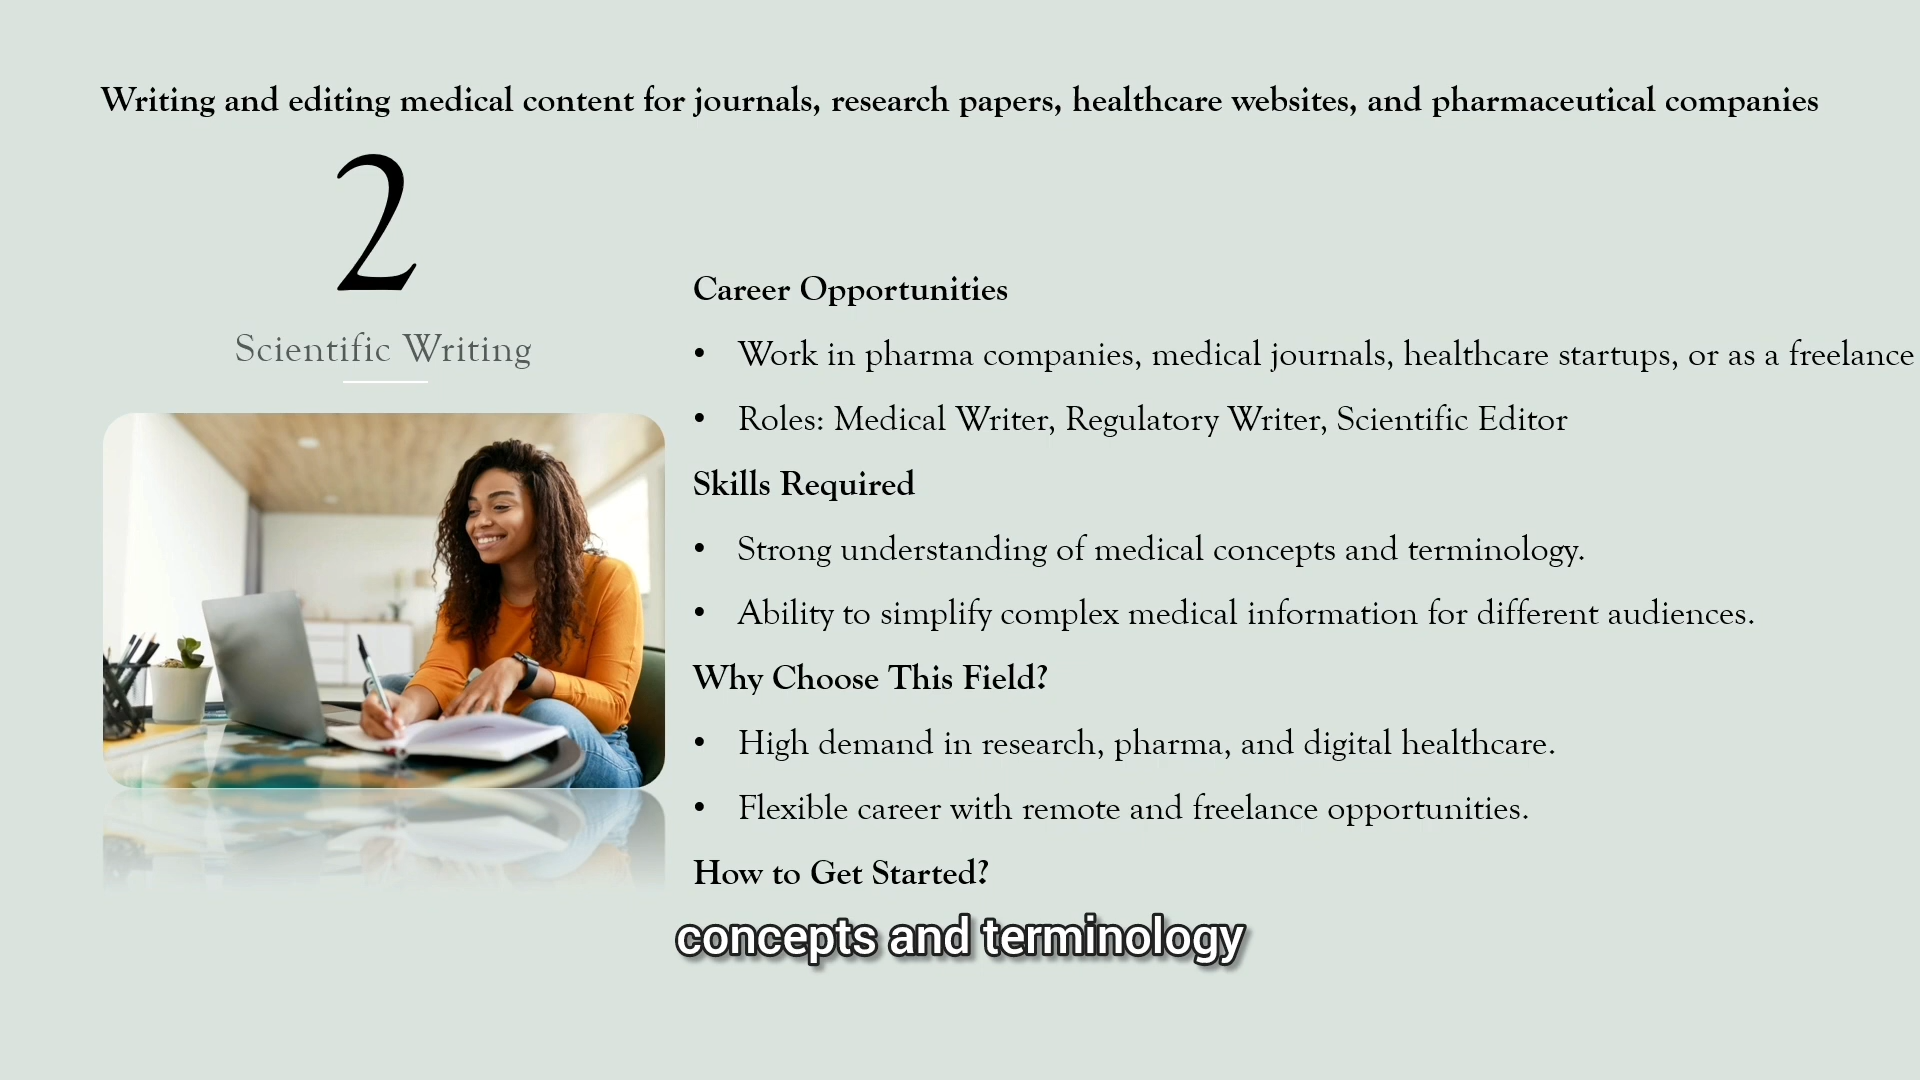 Writing and editing medical content for journals, research papers, healthcare websites, and pharmaceutical companies
2
Scientific Writing
Career Opportunities
• Work in pharma companies, medical journals, healthcare startups, or as a freelance
• Roles: Medical Writer, Regulatory Writer, Scientific Editor
Skills Required
• Strong understanding of medical concepts and terminology.
• Ability to simplify complex medical information for different audiences.
Why Choose This Field?
• High demand in research, pharma, and digital healthcare.
• Flexible career with remote and freelance opportunities.
How to Get Started?
concepts and terminology